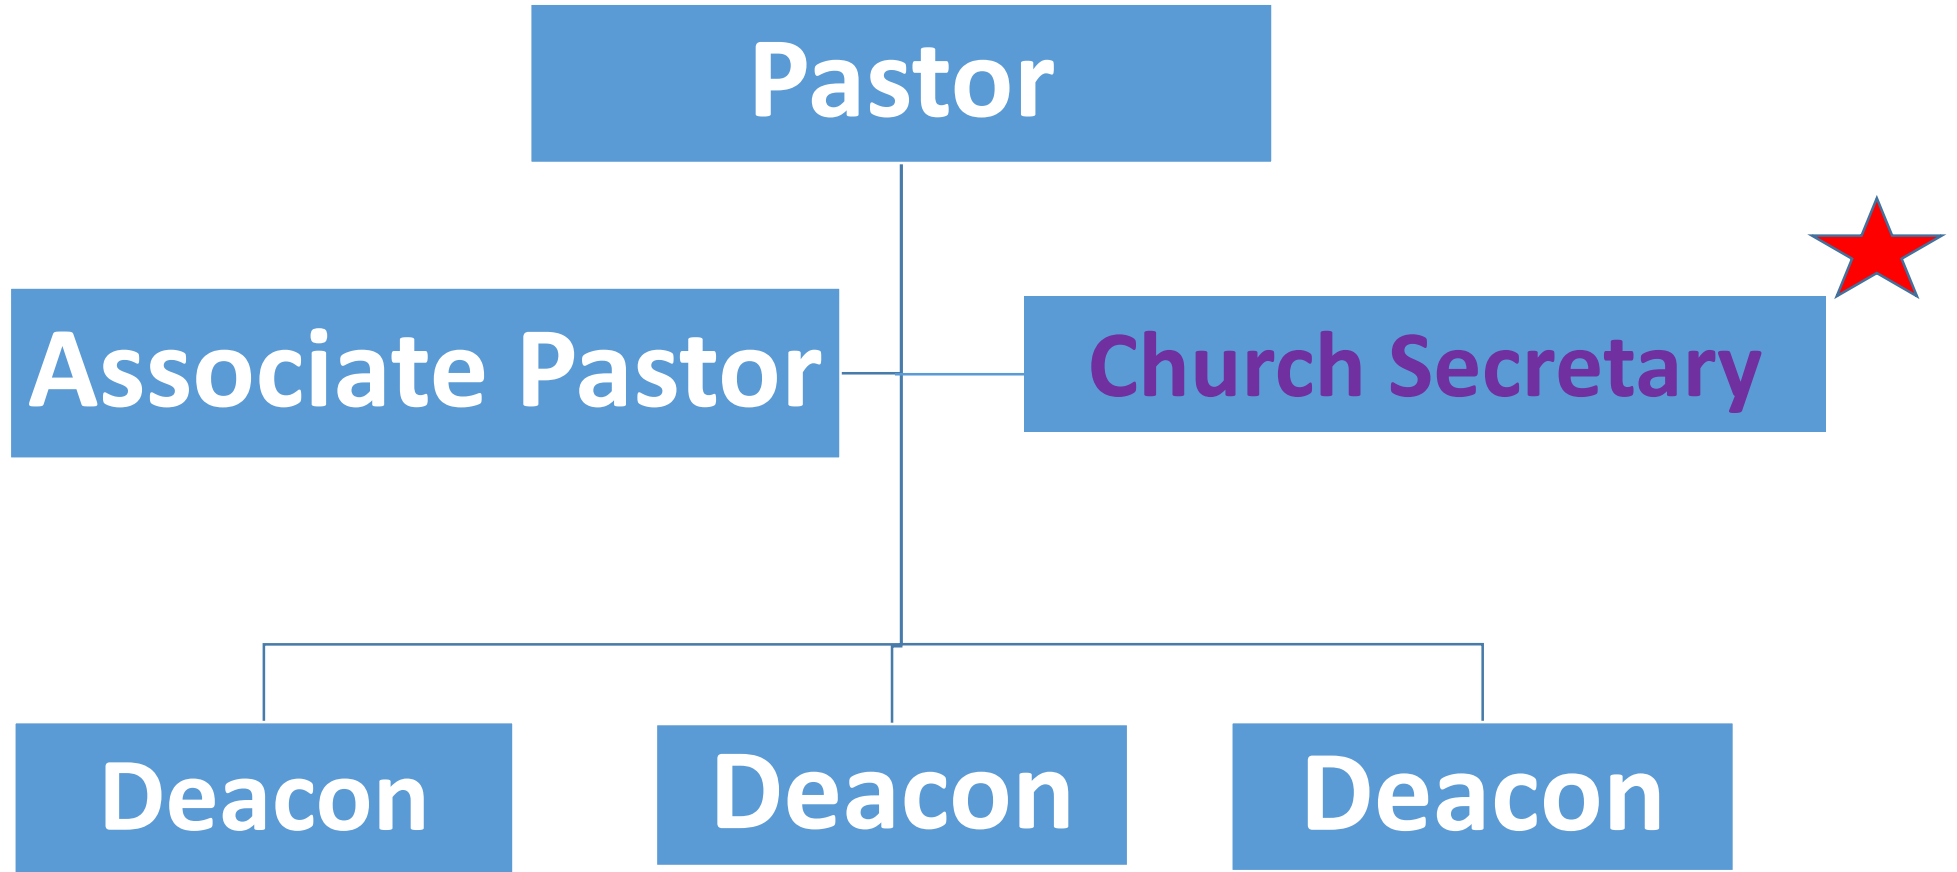 Pastor
Associate Pastor
Church Secretary
Deacon
Deacon
Deacon